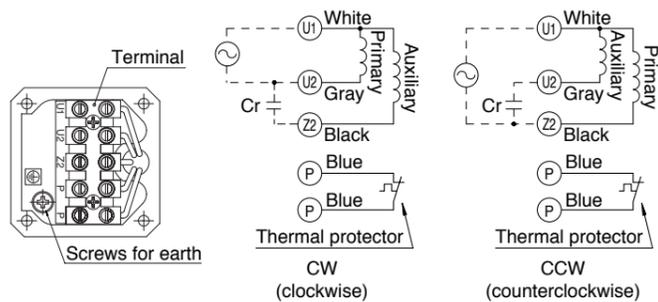 Terminal
U1
U2
Z2
P
P
Screws for earth
U1
White
Primary
Auxiliary
U2
Gray
Cr
Z2
Black
P
Blue
P
Blue
Thermal protector
CW
(clockwise)
U1
White
Auxiliary
Primary
U2
Gray
Cr
Z2
Black
P
Blue
P
Blue
Thermal protector
CCW
(counterclockwise)